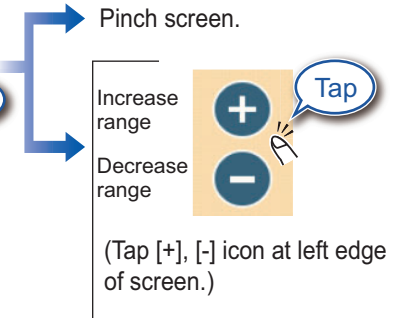 Pinch screen.
Increase
range
Tap
+
Decrease
range
-
(Tap [+], [-] icon at left edge
of screen.)